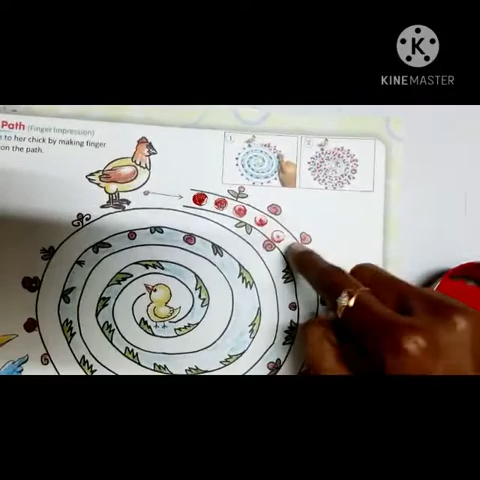 KINEMASTER
Path (Finger Impression)
to her chick by making finger
on the path.
1
2